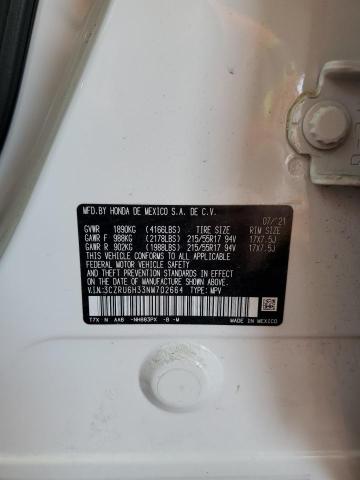 MFD.BY HONDA DE MEXICO S.A. DE C.V. 07/'21
GVWR 1890KG (4166LBS) TIRE SIZE RIM SIZE
GAWR F 988KG (2178LBS) 215/55R17 94V 17X7.5J
GAWR R 902KG (1988LBS) 215/55R17 94V 17X7.5J
THIS VEHICLE CONFORMS TO ALL APPLICABLE
FEDERAL MOTOR VEHICLE SAFETY AND
THEFT PREVENTION STANDARDS IN EFFECT ON
THE DATE OF MANUFACTURE SHOWN ABOVE.
V.I.N:3CZRU6H33NM702664 TYPE: MPV
T7X N AAB -NH883PX -B -M
MADE IN MEXICO